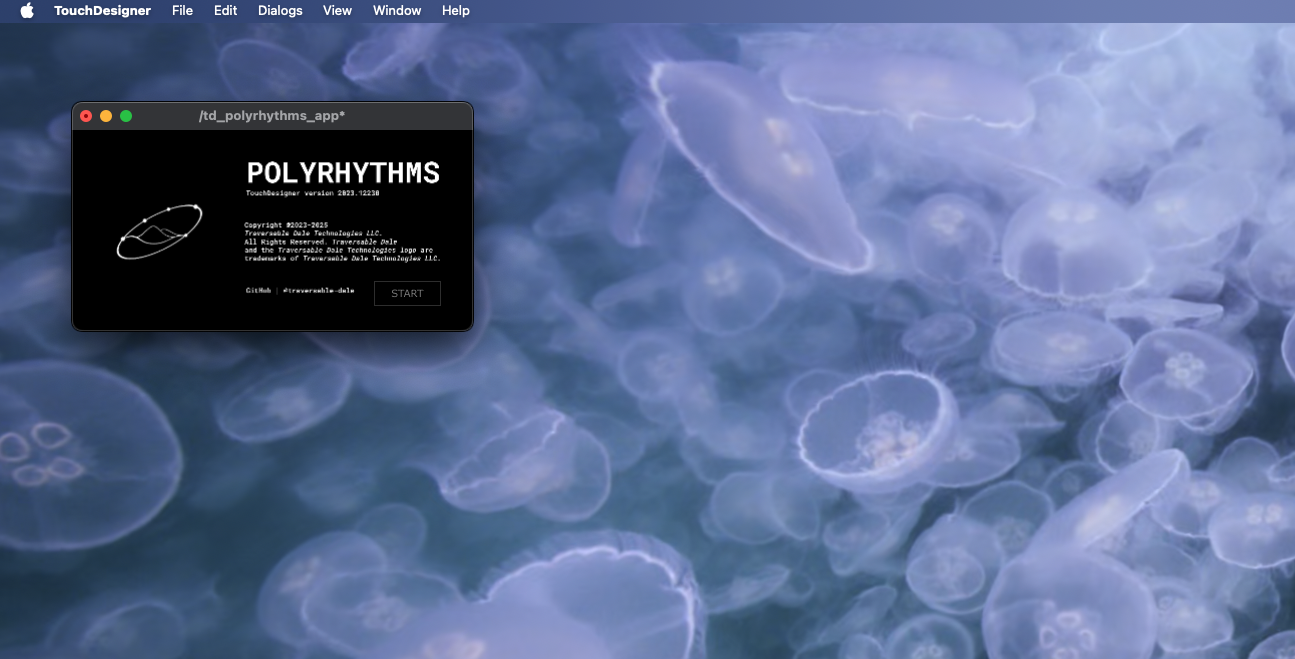 TouchDesigner File Edit Dialogs View Window Help
/td_polyrhythms_app*
POLYRHYTHMS
TouchDesigner version 2023.12230
Copyright ©2023-2025
Traversable Dale Technologies LLC.
All Rights Reserved. Traversable Dale
and the Traversable Dale Technologies logo are
trademarks of Traversable Dale Technologies LLC.
GitHub | @traversable-dale
START